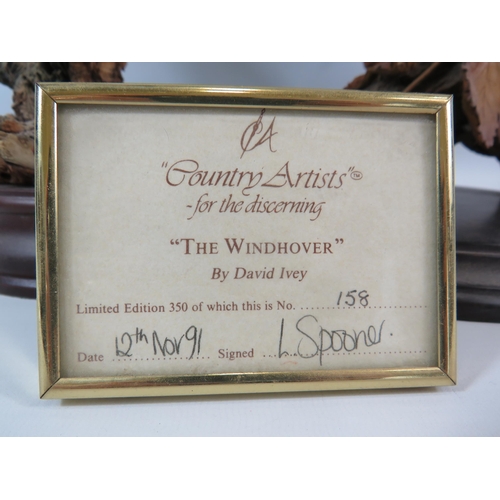 CA
"Country Artists"™
-for the discerning
"THE WINDHOVER"
By David Ivey
Limited Edition 350 of which this is No. 158
Date 12th Nov 91 Signed L Spooner.